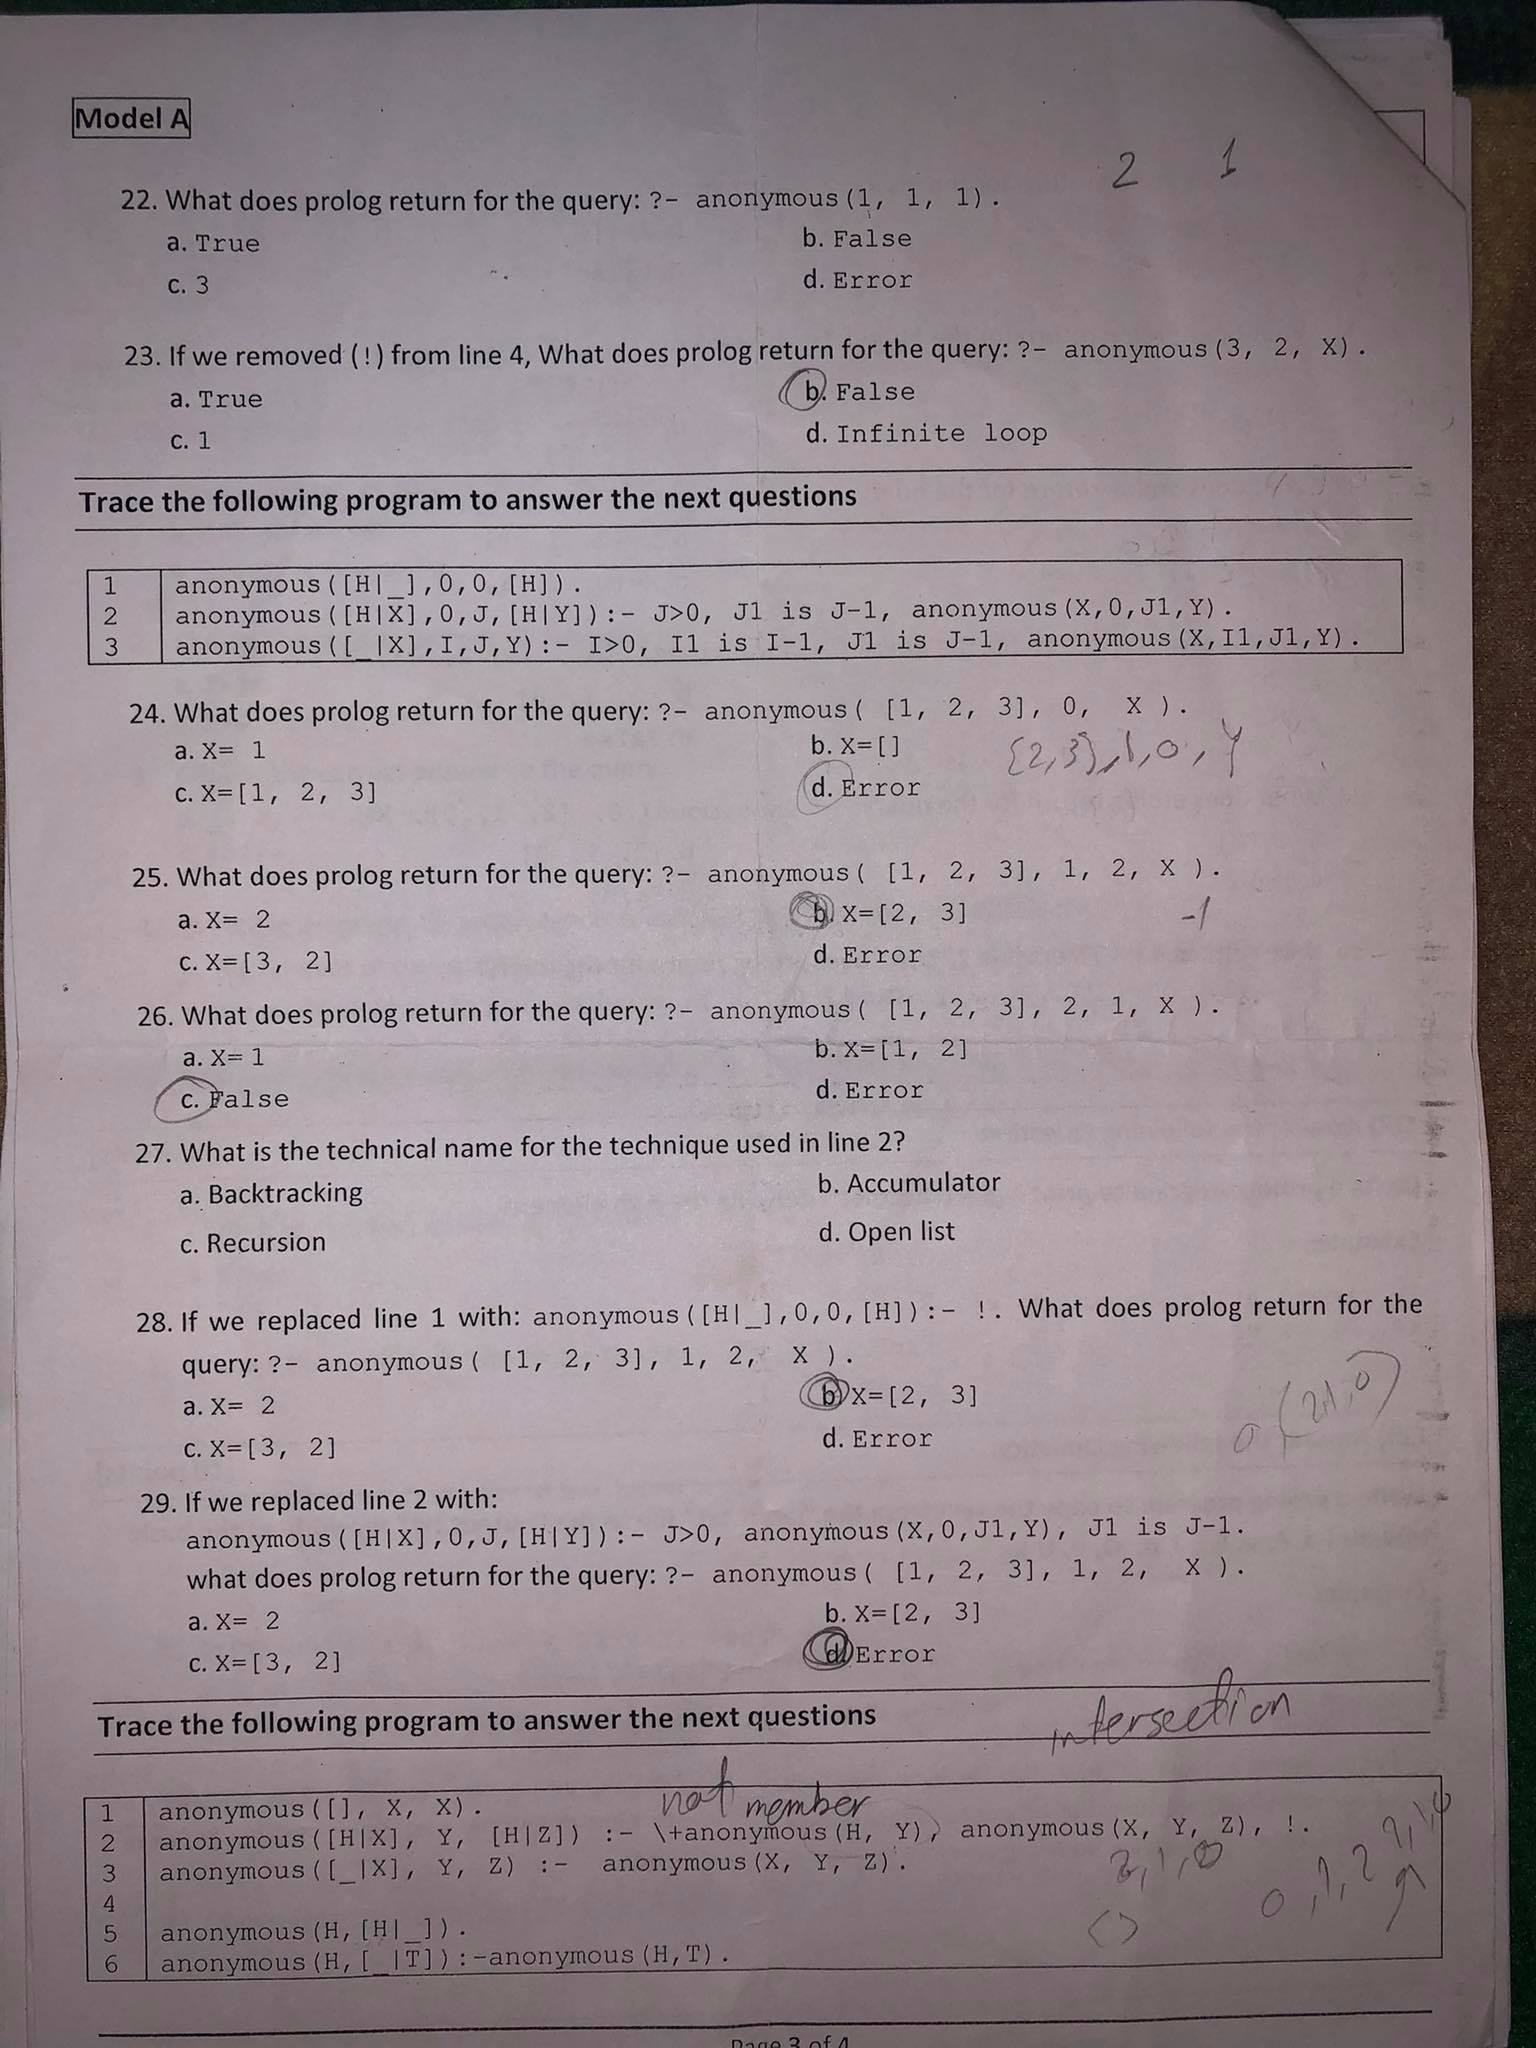 Model A
2 1
22. What does prolog return for the query: ?- anonymous(1, 1, 1).
a. True b. False
c. 3 d. Error
23. If we removed (!) from line 4, What does prolog return for the query: ?- anonymous(3, 2, X).
a. True b. False
c. 1 d. Infinite loop
Trace the following program to answer the next questions
1 anonymous([H|_],0,0,[H]).
2 anonymous([H|X],0,J,[H|Y]):- J>0, J1 is J-1, anonymous(X,0,J1,Y).
3 anonymous([_|X],I,J,Y):- I>0, I1 is I-1, J1 is J-1, anonymous(X,I1,J1,Y).
24. What does prolog return for the query: ?- anonymous( [1, 2, 3], 0, X ).
a. X= 1 b. X=[]
[2,3],1,0,Y
c. X=[1, 2, 3] d. Error
25. What does prolog return for the query: ?- anonymous( [1, 2, 3], 1, 2, X ).
a. X= 2 b. X=[2, 3]
-1
c. X=[3, 2] d. Error
26. What does prolog return for the query: ?- anonymous( [1, 2, 3], 2, 1, X ).
a. X= 1 b. X=[1, 2]
c. False d. Error
27. What is the technical name for the technique used in line 2?
a. Backtracking b. Accumulator
c. Recursion d. Open list
28. If we replaced line 1 with: anonymous([H|_],0,0,[H]):- !. What does prolog return for the
query: ?- anonymous( [1, 2, 3], 1, 2, X ).
a. X= 2 b. X=[2, 3]
c. X=[3, 2] d. Error
29. If we replaced line 2 with:
anonymous([H|X],0,J,[H|Y]):- J>0, anonymous(X,0,J1,Y), J1 is J-1.
what does prolog return for the query: ?- anonymous( [1, 2, 3], 1, 2, X ).
a. X= 2 b. X=[2, 3]
c. X=[3, 2] d. Error
Trace the following program to answer the next questions
intersection
not member
1 anonymous([], X, X).
2 anonymous([H|X], Y, [H|Z]) :- \+anonymous(H, Y), anonymous(X, Y, Z), !.
3 anonymous([_|X], Y, Z) :- anonymous(X, Y, Z).
4
5 anonymous(H,[H|_]).
6 anonymous(H,[_|T]):-anonymous(H,T).
Page 3 of 4